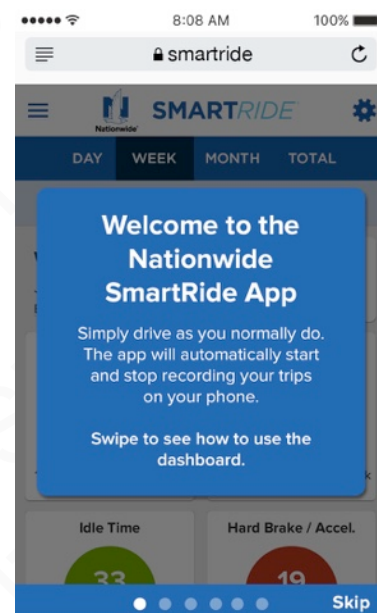 8:08 AM 100%
smartride
Nationwide
SMARTRIDE
DAY WEEK MONTH TOTAL
Welcome to the
Nationwide
SmartRide App
Simply drive as you normally do.
The app will automatically start
and stop recording your trips
on your phone.
Swipe to see how to use the
dashboard.
Idle Time Hard Brake / Accel.
33 19
Skip